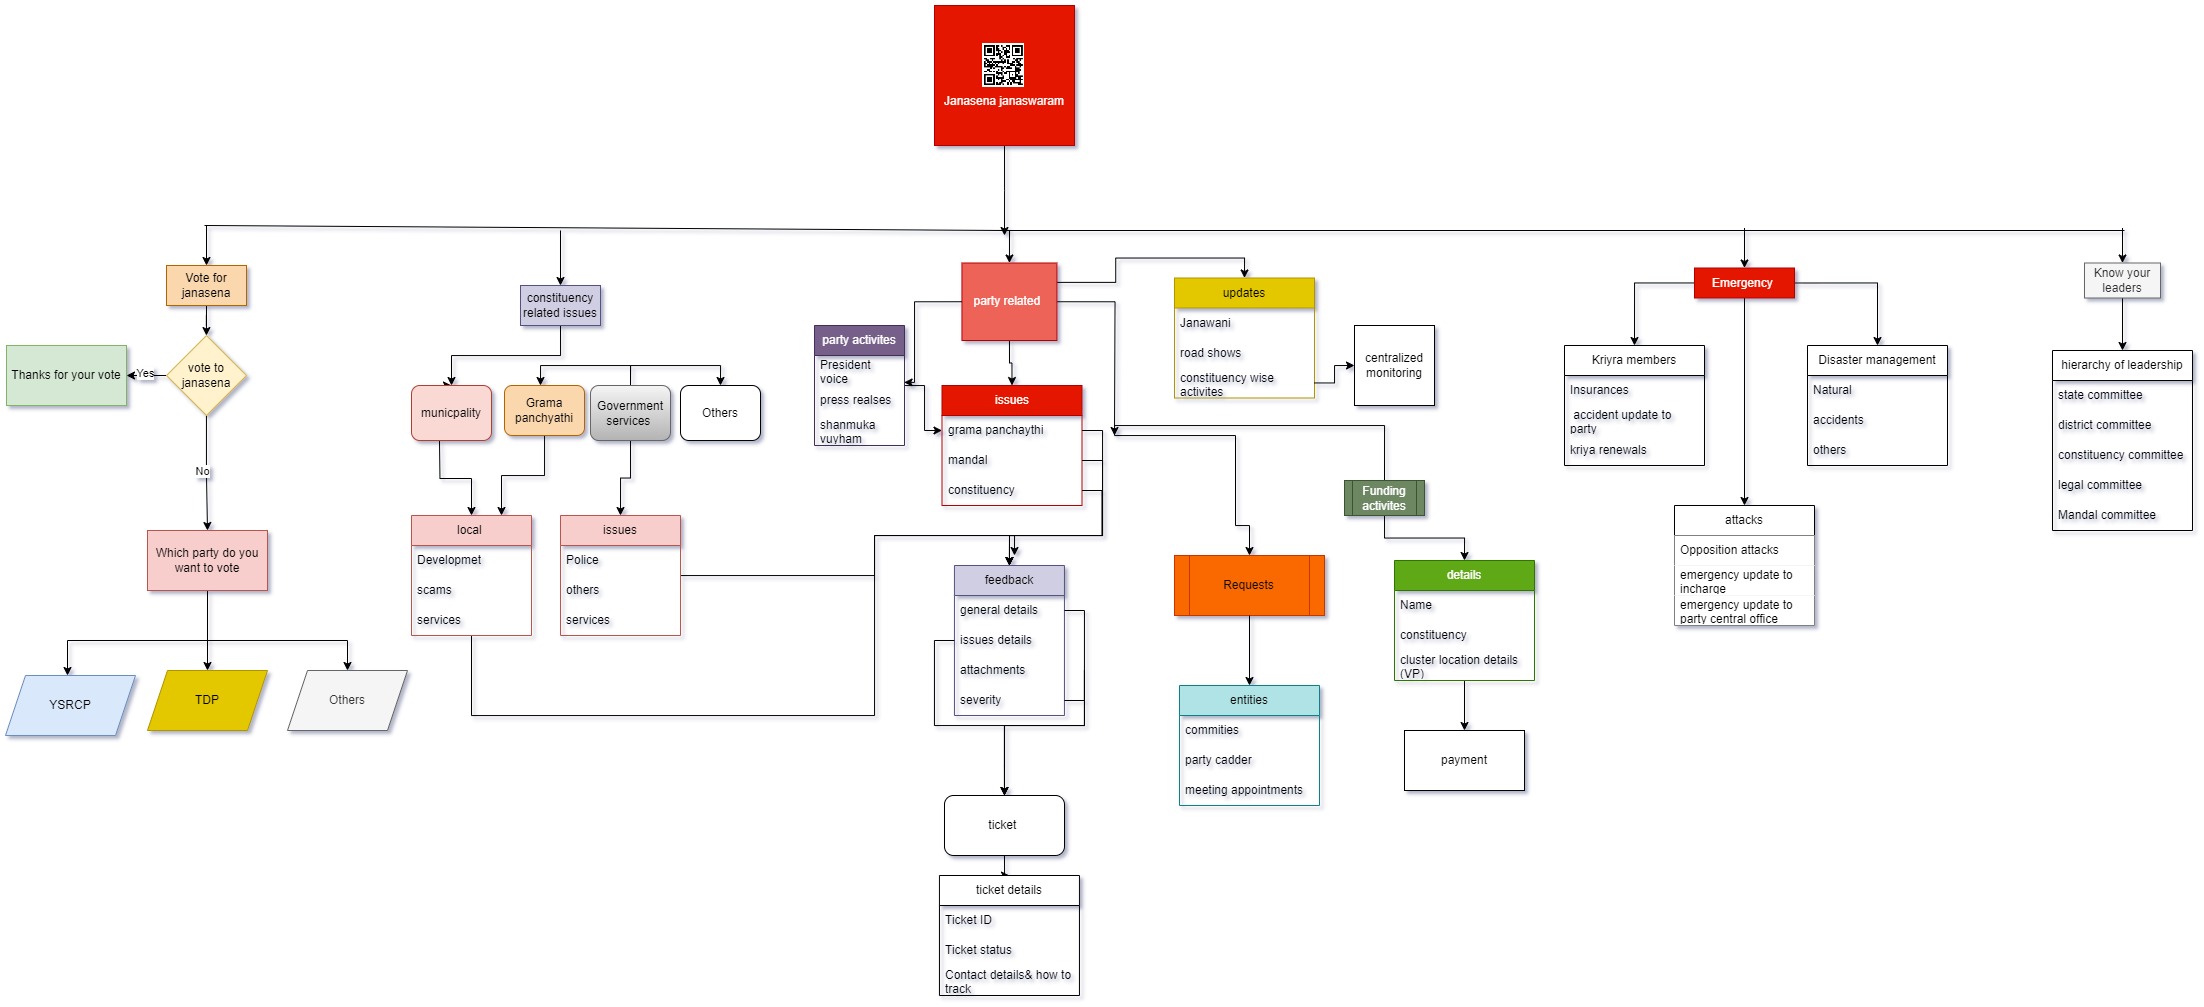 Janasena janaswaram
Vote for
janasena
vote to
janasena
Yes
Thanks for your vote
No
Which party do you
want to vote
YSRCP
TDP
Others
constituency
related issues
municpality
Grama
panchyathi
Government
services
Others
local
Developmet
scams
services
issues
Police
others
services
party related
party activites
President
voice
press realses
shanmuka
vuyham
issues
grama panchaythi
mandal
constituency
feedback
general details
issues details
attachments
severity
ticket
ticket details
Ticket ID
Ticket status
Contact details& how to
track
updates
Janawani
road shows
constituency wise
activites
centralized
monitoring
Requests
entities
commities
party cadder
meeting appointments
Funding
activites
details
Name
constituency
cluster location details
(VP)
payment
Emergency
Kriyra members
Insurances
accident update to
party
kriya renewals
attacks
Opposition attacks
emergency update to
incharge
emergency update to
party central office
Disaster management
Natural
accidents
others
Know your
leaders
hierarchy of leadership
state committee
district committee
constituency committee
legal committee
Mandal committee